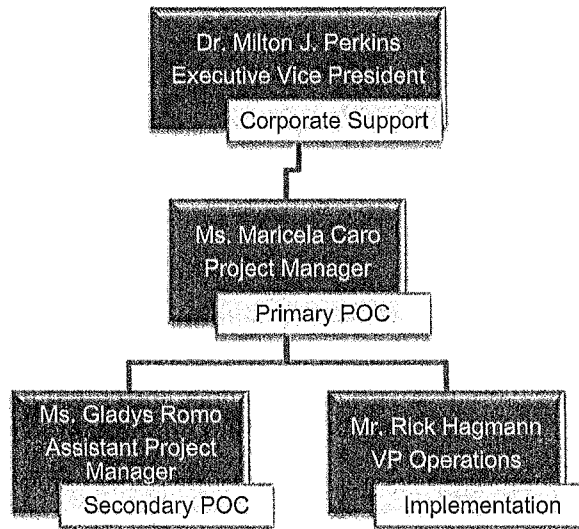 Dr. Milton J. Perkins
Executive Vice President
Corporate Support
Ms. Maricela Caro
Project Manager
Primary POC
Ms. Gladys Romo
Assistant Project
Manager
Secondary POC
Mr. Rick Hagmann
VP Operations
Implementation